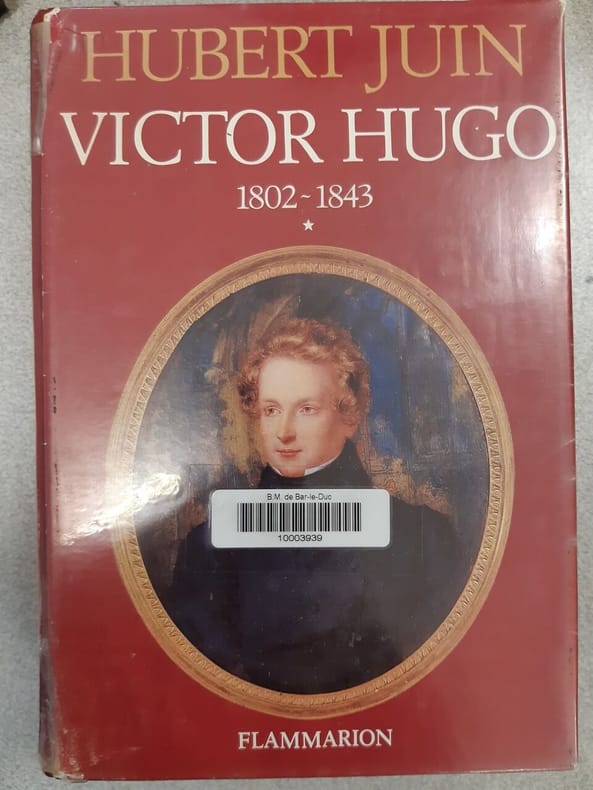 HUBERT JUIN
VICTOR HUGO
1802~1843
B.M. de Bar-le-Duc
10003939
FLAMMARION